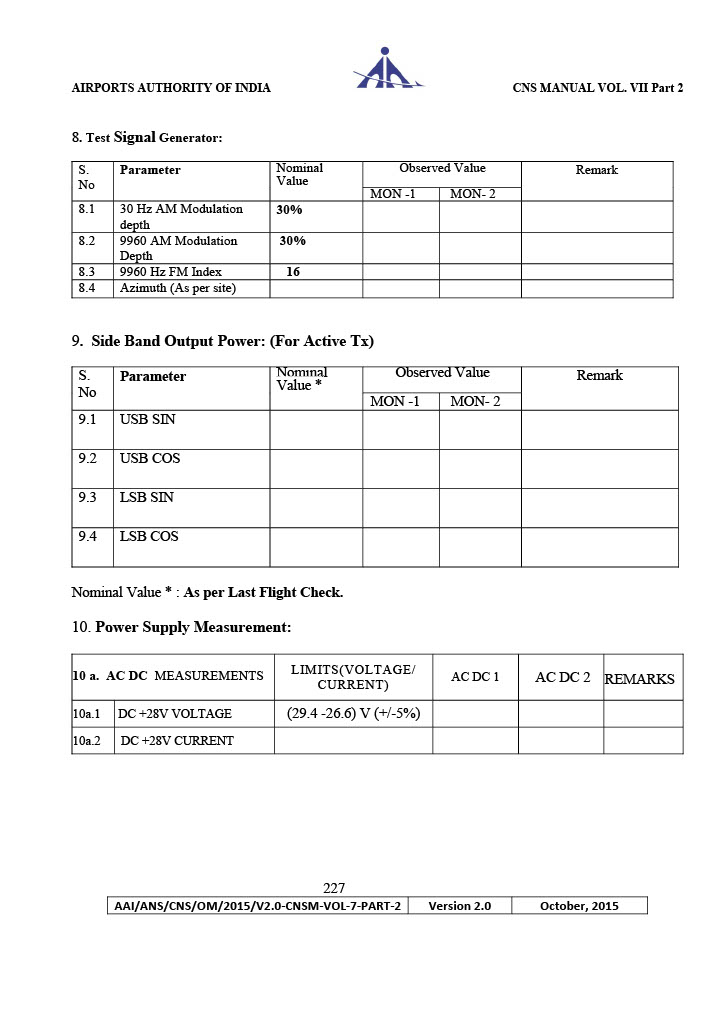 AIRPORTS AUTHORITY OF INDIA CNS MANUAL VOL. VII Part 2
8. Test Signal Generator:
S. No Parameter Nominal Value Observed Value Remark
MON -1 MON- 2
8.1 30 Hz AM Modulation depth 30%
8.2 9960 AM Modulation Depth 30%
8.3 9960 Hz FM Index 16
8.4 Azimuth (As per site)
9. Side Band Output Power: (For Active Tx)
S. No Parameter Nominal Value * Observed Value Remark
MON -1 MON- 2
9.1 USB SIN
9.2 USB COS
9.3 LSB SIN
9.4 LSB COS
Nominal Value * : As per Last Flight Check.
10. Power Supply Measurement:
10 a. AC DC MEASUREMENTS LIMITS(VOLTAGE/ CURRENT) AC DC 1 AC DC 2 REMARKS
10a.1 DC +28V VOLTAGE (29.4 -26.6) V (+/-5%)
10a.2 DC +28V CURRENT
227
AAI/ANS/CNS/OM/2015/V2.0-CNSM-VOL-7-PART-2 Version 2.0 October, 2015